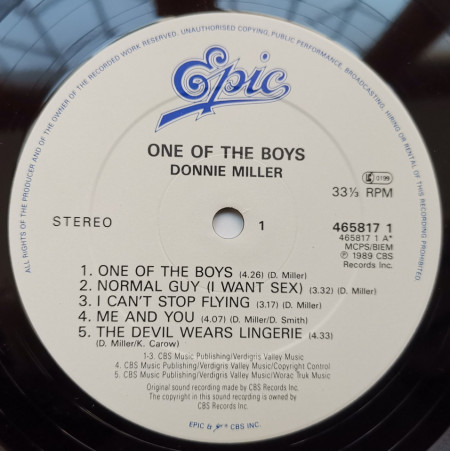 ALL RIGHTS OF THE PRODUCER AND OF THE OWNER OF THE RECORDED WORK RESERVED. UNAUTHORISED COPYING, PUBLIC PERFORMANCE, BROADCASTING, HIRING OR RENTAL OF THIS RECORDING PROHIBITED.
Epic
ONE OF THE BOYS
DONNIE MILLER
33⅓ RPM
STEREO
1
465817 1
465817 1 A*
MCPS/BIEM
℗ 1989 CBS
Records Inc.
1. ONE OF THE BOYS (4.26) (D. Miller)
2. NORMAL GUY (I WANT SEX) (3.32) (D. Miller)
3. I CAN'T STOP FLYING (3.17) (D. Miller)
4. ME AND YOU (4.07) (D. Miller/D. Smith)
5. THE DEVIL WEARS LINGERIE (4.33)
(D. Miller/K. Carow)
1-3. CBS Music Publishing/Verdigris Valley Music
4. CBS Music Publishing/Verdigris Valley Music/Copyright Control
5. CBS Music Publishing/Verdigris Valley Music/Worac Truk Music
Original sound recording made by CBS Records Inc.
The copyright in this sound recording is owned by
CBS Records Inc.
EPIC & CBS INC.